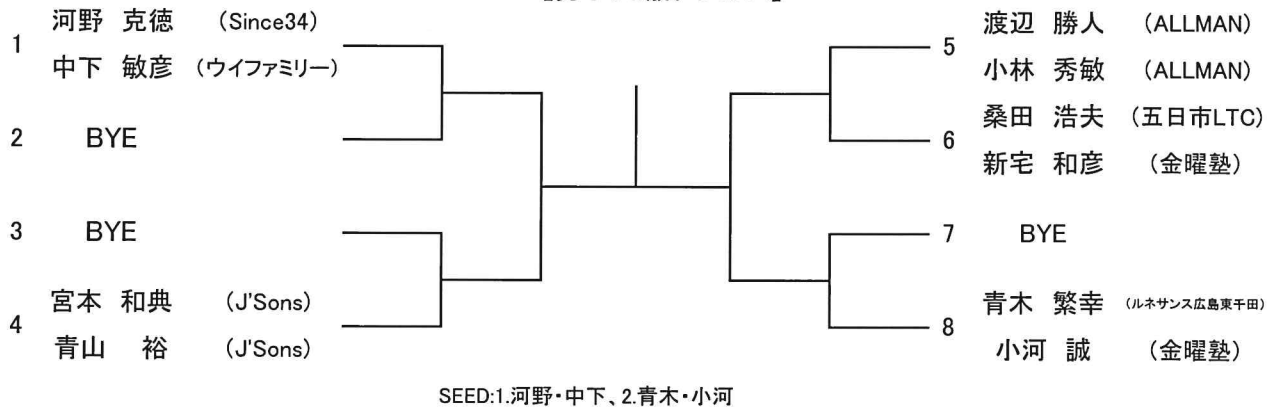 1
河野 克徳 (Since34)
中下 敏彦 (ウイファミリー)
2 BYE
3 BYE
4
宮本 和典 (J'Sons)
青山 裕 (J'Sons)
5
渡辺 勝人 (ALLMAN)
小林 秀敏 (ALLMAN)
6
桑田 浩夫 (五日市LTC)
新宅 和彦 (金曜塾)
7 BYE
8
青木 繁幸 (ルネサンス広島東千田)
小河 誠 (金曜塾)
SEED:1.河野・中下、2.青木・小河